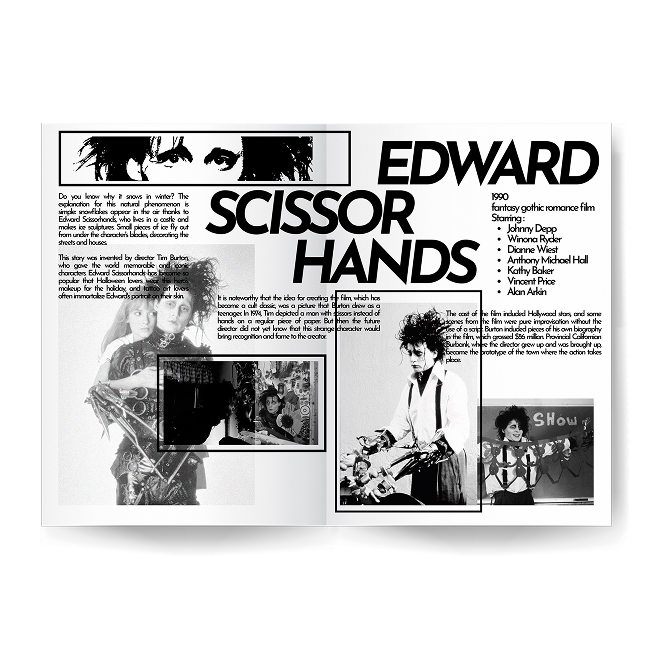 EDWARD
SCISSOR
HANDS
Do you know why it snows in winter? The
explanation for this natural phenomenon is
simple: snowflakes appear in the air thanks to
Edward Scissorhands, who lives in a castle and
makes ice sculptures. Small pieces of ice fly out
from under the character's blades, decorating the
streets and houses.
This story was invented by director Tim Burton,
who gave the world memorable and iconic
characters. Edward Scissorhands has become so
popular that Halloween lovers wear this hero's
makeup for the holiday, and tattoo art lovers
often immortalize Edward's portrait on their skin.
It is noteworthy that the idea for creating the film, which has
become a cult classic, was a picture that Burton drew as a
teenager. In 1974, Tim depicted a man with scissors instead of
hands on a regular piece of paper. But then the future
director did not yet know that this strange character would
bring recognition and fame to the creator.
1990
fantasy gothic romance film
Starring:
• Johnny Depp
• Winona Ryder
• Dianne Wiest
• Anthony Michael Hall
• Kathy Baker
• Vincent Price
• Alan Arkin
The cast of the film included Hollywood stars, and some
scenes from the film were pure improvisation without the
use of a script. Burton included pieces of his own biography
in the film, which grossed $86 million. Provincial Californian
Burbank, where the director grew up and was brought up,
became the prototype of the town where the action takes
place.
SHOW